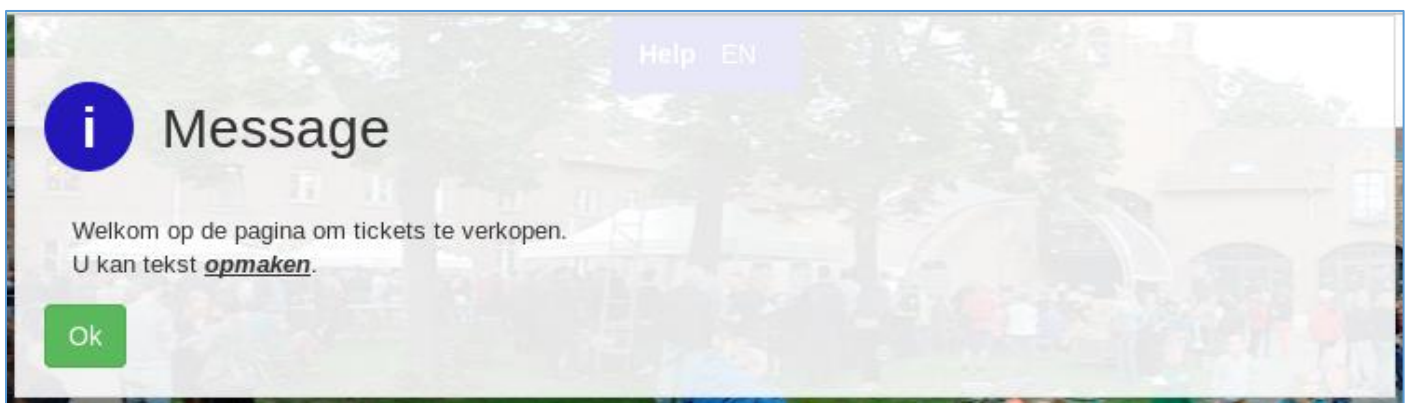 Help EN
i Message
Welkom op de pagina om tickets te verkopen.
U kan tekst opmaken.
Ok